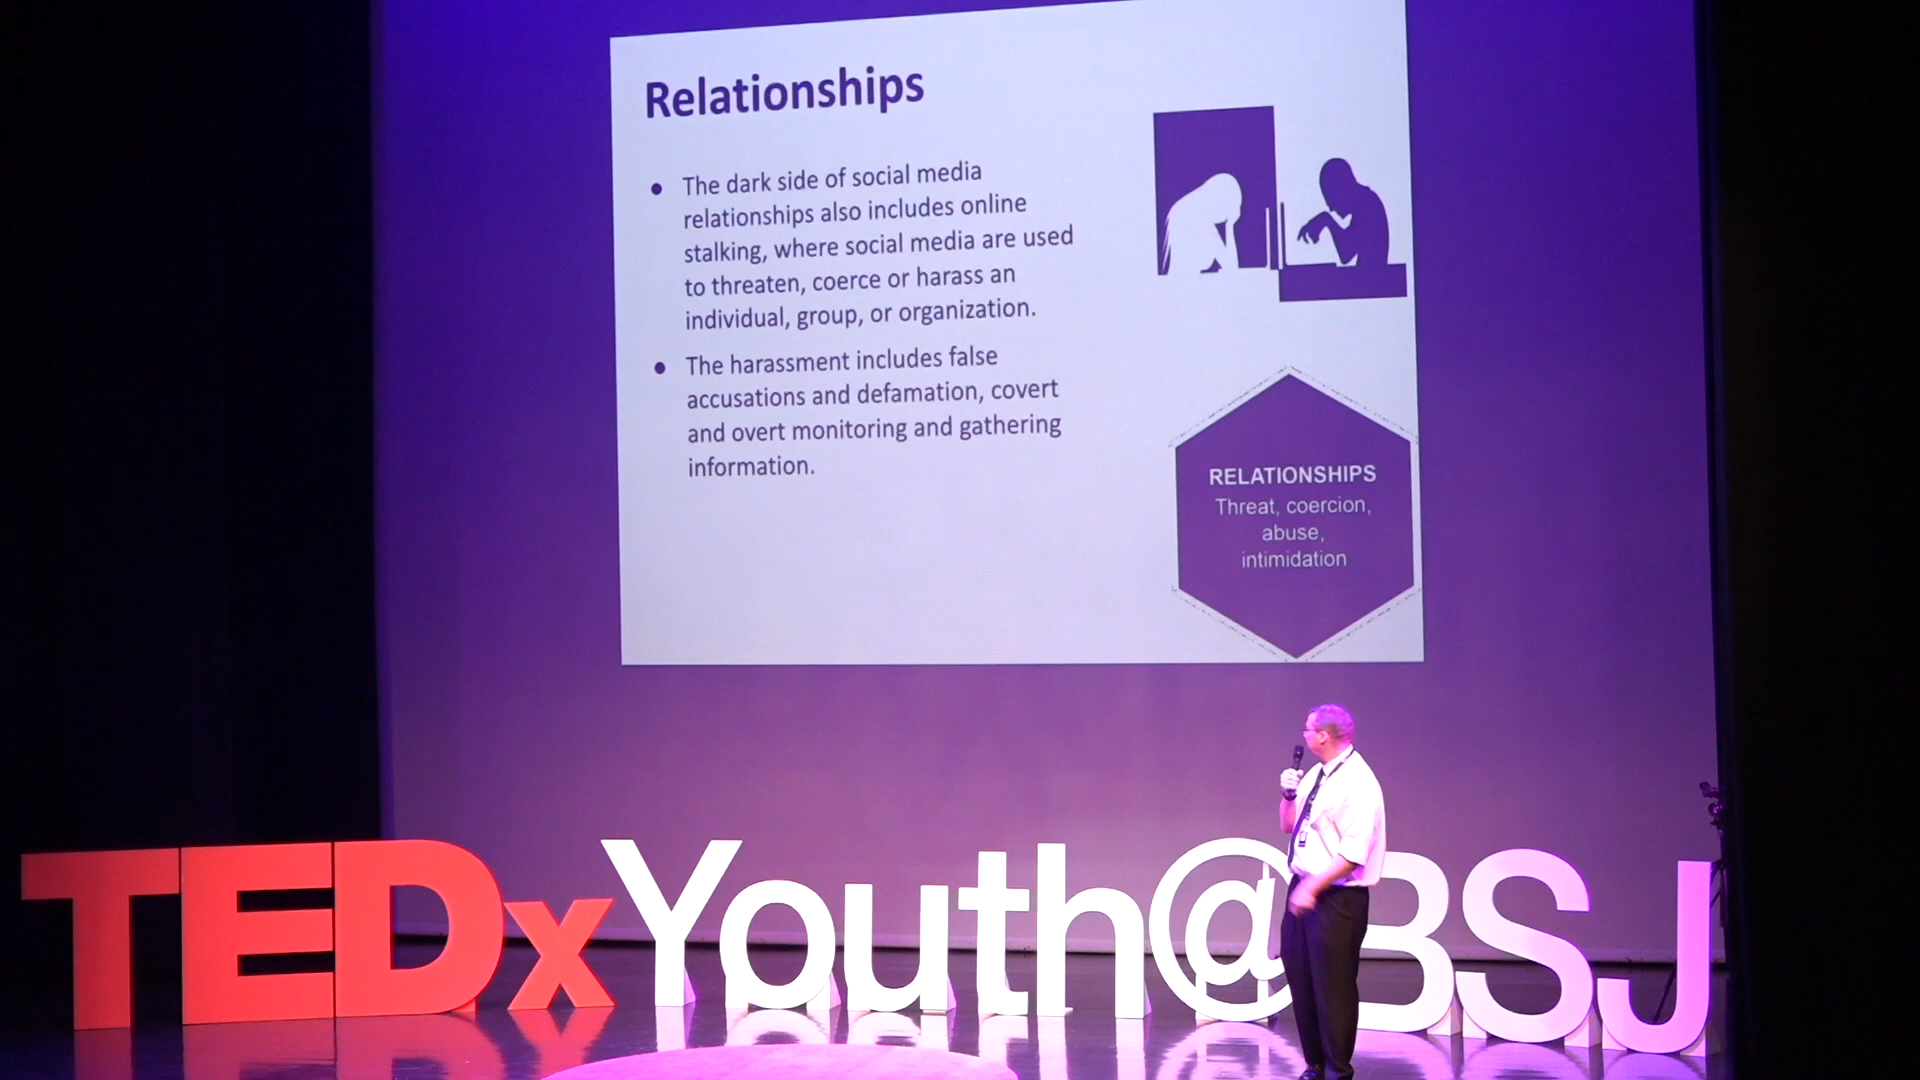 Relationships
• The dark side of social media
relationships also includes online
stalking, where social media are used
to threaten, coerce or harass an
individual, group, or organization.
• The harassment includes false
accusations and defamation, covert
and overt monitoring and gathering
information.
RELATIONSHIPS
Threat, coercion,
abuse,
intimidation
TEDxYouth@BSJ